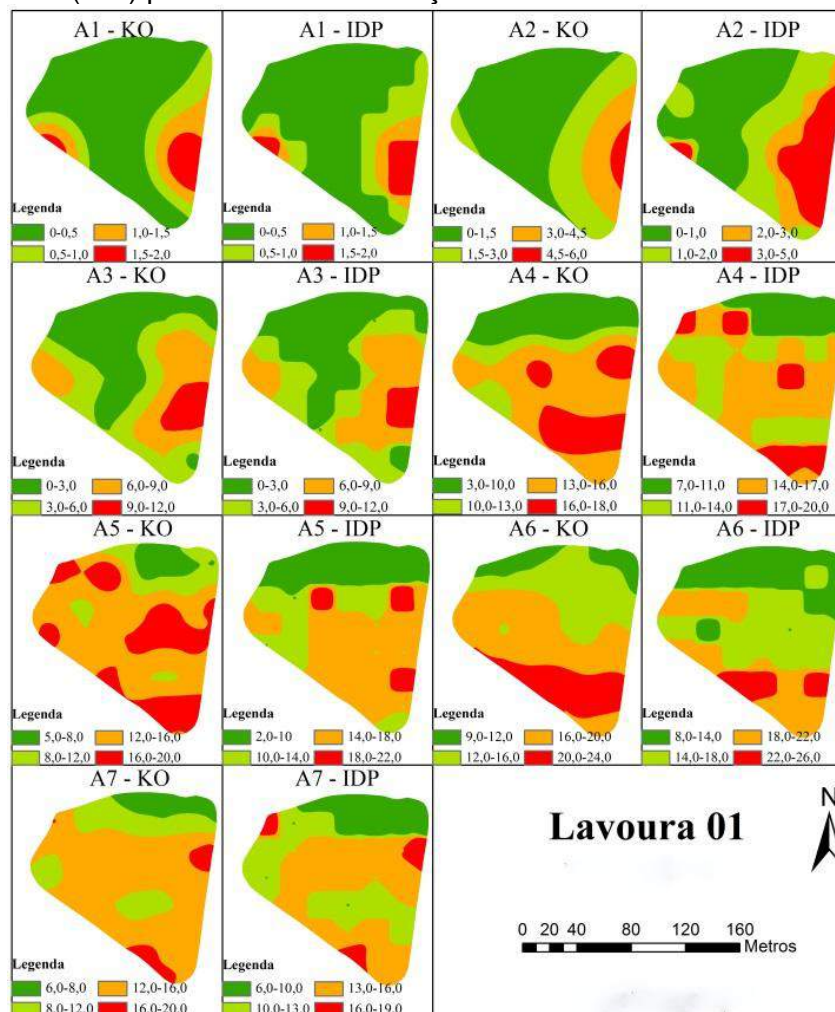 A1 - KO
Legenda
0-0,5
1,0-1,5
0,5-1,0
1,5-2,0
A1 - IDP
Legenda
0-0,5
1,0-1,5
0,5-1,0
1,5-2,0
A2 - KO
Legenda
0-1,5
3,0-4,5
1,5-3,0
4,5-6,0
A2 - IDP
Legenda
0-1,0
2,0-3,0
1,0-2,0
3,0-5,0
A3 - KO
Legenda
0-3,0
6,0-9,0
3,0-6,0
9,0-12,0
A3 - IDP
Legenda
0-3,0
6,0-9,0
3,0-6,0
9,0-12,0
A4 - KO
Legenda
3,0-10,0
13,0-16,0
10,0-13,0
16,0-18,0
A4 - IDP
Legenda
7,0-11,0
14,0-17,0
11,0-14,0
17,0-20,0
A5 - KO
Legenda
5,0-8,0
12,0-16,0
8,0-12,0
16,0-20,0
A5 - IDP
Legenda
2,0-10
14,0-18,0
10,0-14,0
18,0-22,0
A6 - KO
Legenda
9,0-12,0
16,0-20,0
12,0-16,0
20,0-24,0
A6 - IDP
Legenda
8,0-14,0
18,0-22,0
14,0-18,0
22,0-26,0
A7 - KO
Legenda
6,0-8,0
12,0-16,0
8,0-12,0
16,0-20,0
A7 - IDP
Legenda
6,0-10,0
13,0-16,0
10,0-13,0
16,0-19,0
Lavoura 01
N
0 20 40 80 120 160
Metros